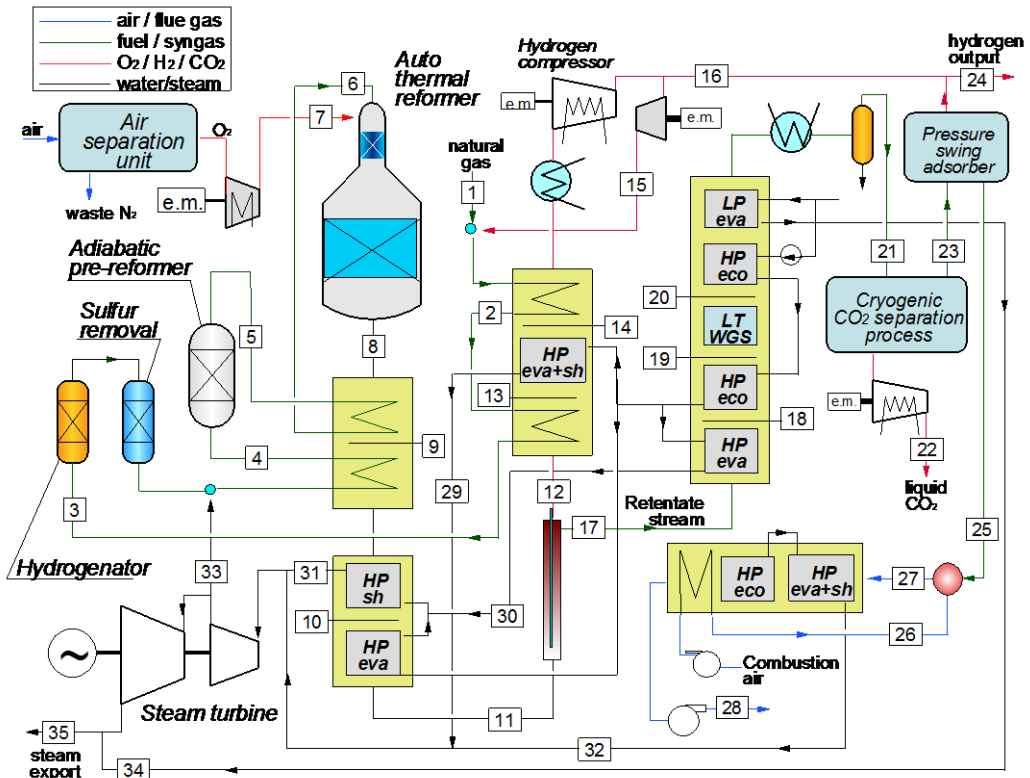 air / flue gas
fuel / syngas
O₂ / H₂ / CO₂
water/steam
Auto
thermal
reformer
Hydrogen
compressor
hydrogen
output
e.m.
16
24
6
7
air
Air
separation
unit
O₂
waste N₂
e.m.
natural
gas
1
15
e.m.
Pressure
swing
adsorber
LP
eva
HP
eco
21
23
Adiabatic
pre-reformer
Sulfur
removal
5
8
2
14
HP
eva+sh
13
20
LT
WGS
19
HP
eco
18
HP
eva
Cryogenic
CO₂ separation
process
e.m.
22
liquid
CO₂
9
4
3
29
12
17
Retentate
stream
25
Hydrogenator
33
31
HP
sh
10
HP
eva
30
HP
eco
HP
eva+sh
27
26
Combustion
air
28
~
Steam turbine
11
32
35
steam
export
34